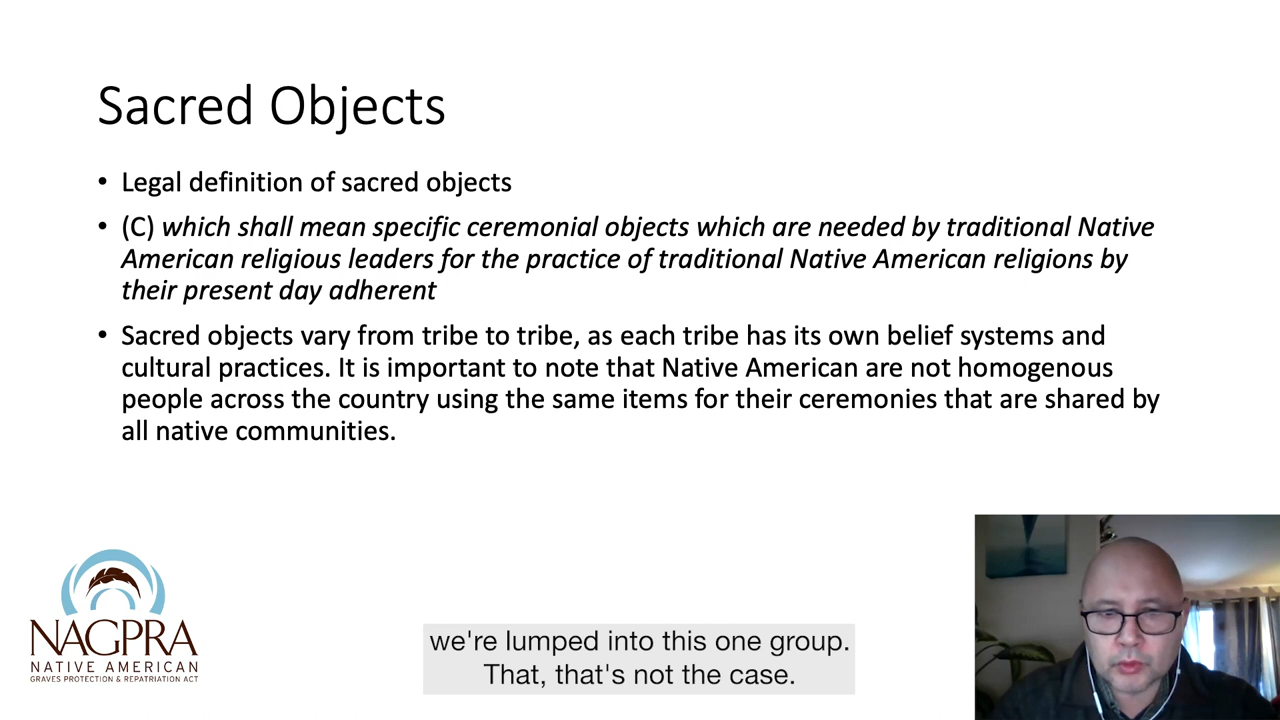 Sacred Objects
• Legal definition of sacred objects
• (C) which shall mean specific ceremonial objects which are needed by traditional Native
American religious leaders for the practice of traditional Native American religions by
their present day adherent
• Sacred objects vary from tribe to tribe, as each tribe has its own belief systems and
cultural practices. It is important to note that Native American are not homogenous
people across the country using the same items for their ceremonies that are shared by
all native communities.
NAGPRA
NATIVE AMERICAN
GRAVES PROTECTION & REPATRIATION ACT
we're lumped into this one group.
That, that's not the case.